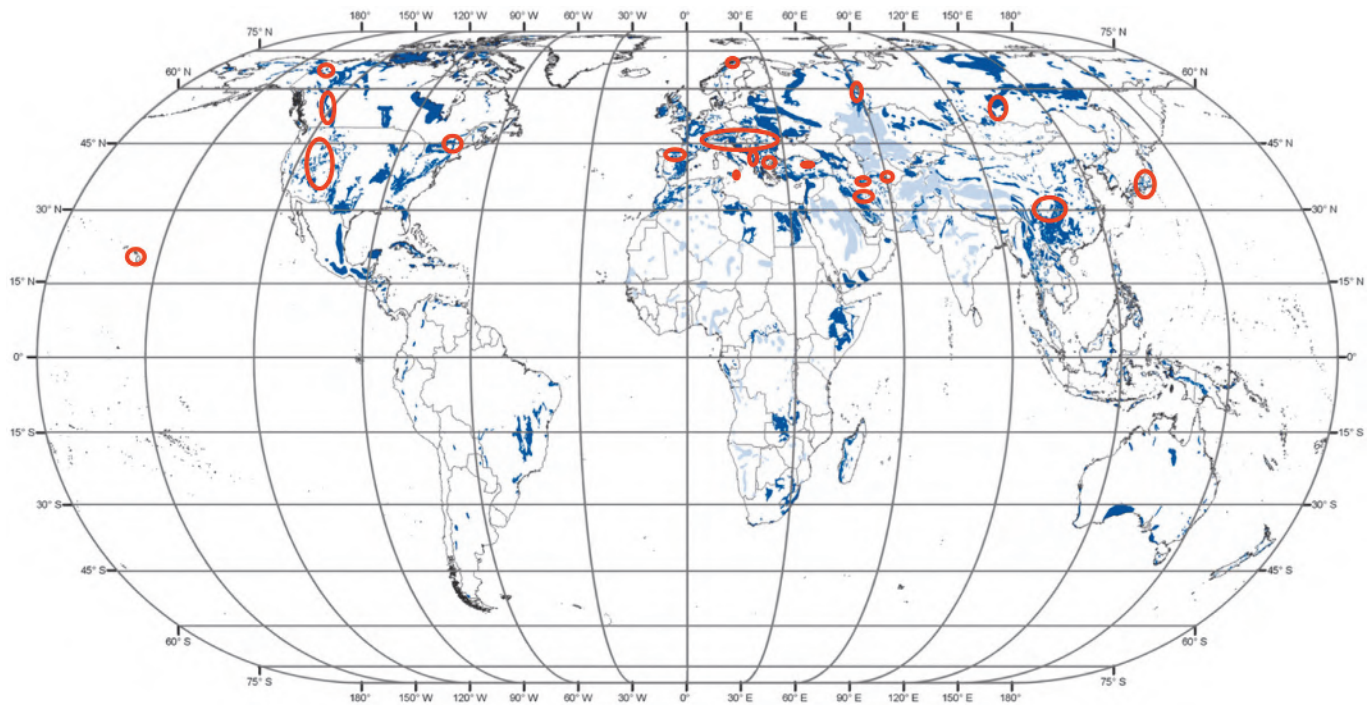 180° 150° W 120° W 90° W 60° W 30° W 0° 30° E 60° E 90° E 120° E 150° E 180°
75° N 75° N
60° N 60° N
45° N 45° N
30° N 30° N
15° N 15° N
0° 0°
15° S 15° S
30° S 30° S
45° S 45° S
60° S 60° S
75° S 75° S
180° 150° W 120° W 90° W 60° W 30° W 0° 30° E 60° E 90° E 120° E 150° E 180°